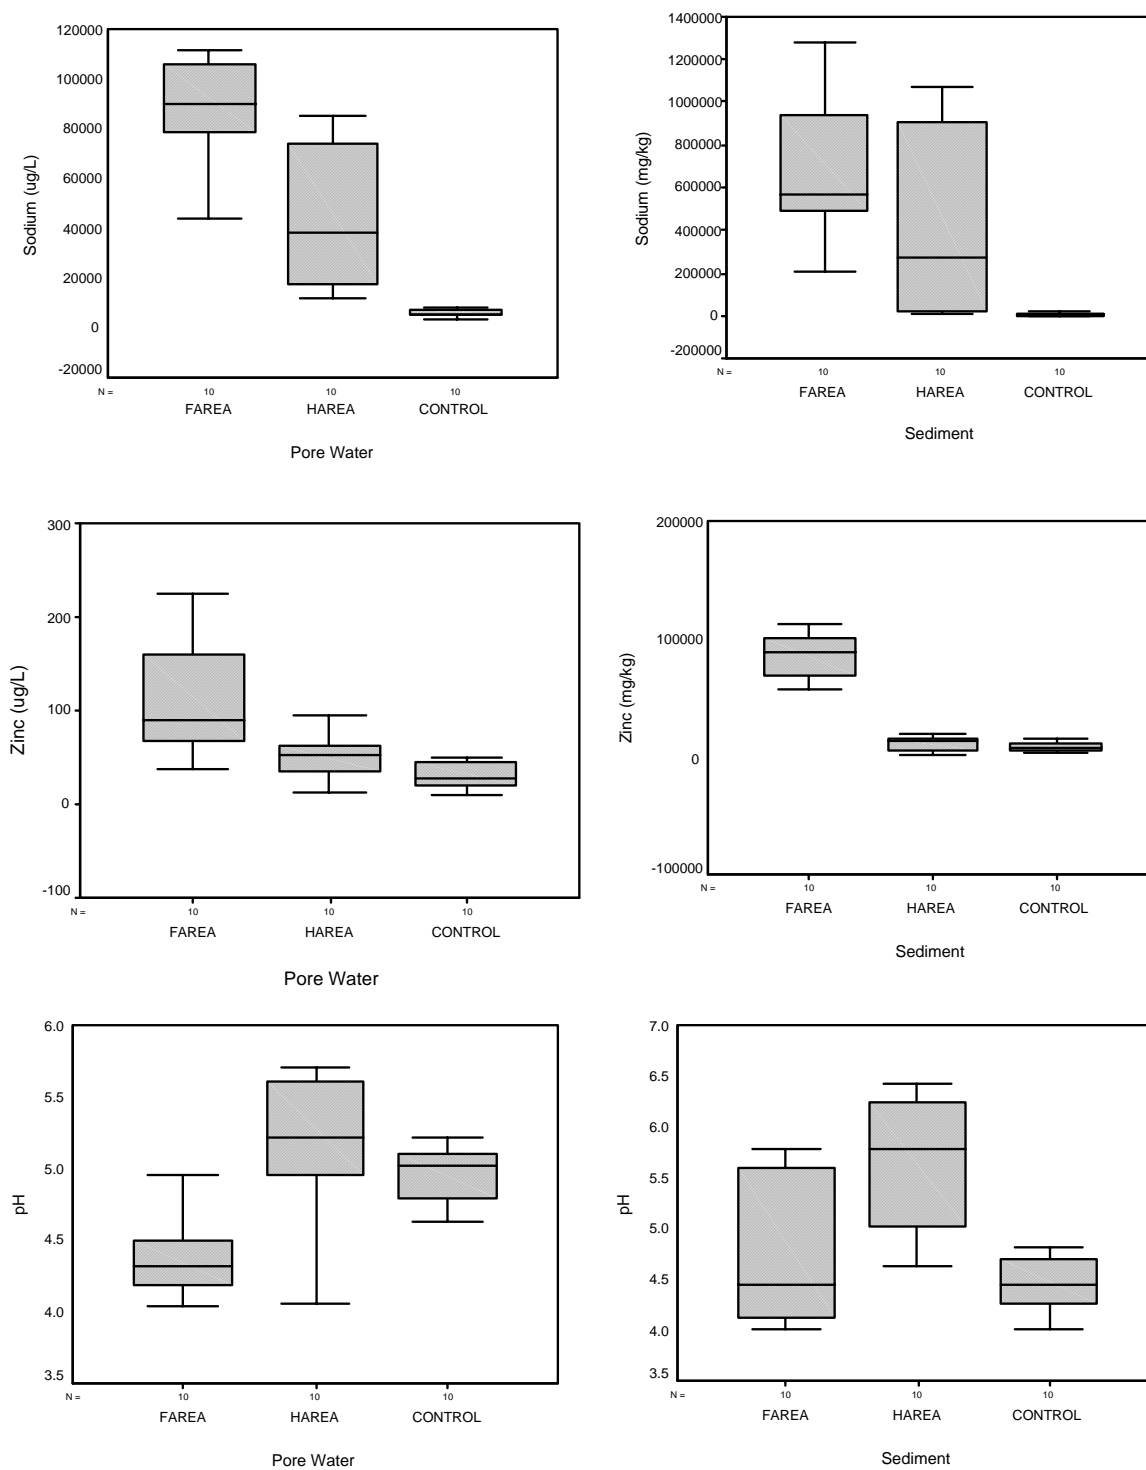 120000
100000
80000
60000
40000
20000
0
-20000
Sodium (ug/L)
N = 10 10 10
FAREA HAREA CONTROL
Pore Water
1400000
1200000
1000000
800000
600000
400000
200000
0
-200000
Sodium (mg/kg)
N = 10 10 10
FAREA HAREA CONTROL
Sediment
300
200
100
0
-100
Zinc (ug/L)
N = 10 10 10
FAREA HAREA CONTROL
Pore Water
200000
100000
0
-100000
Zinc (mg/kg)
N = 10 10 10
FAREA HAREA CONTROL
Sediment
6.0
5.5
5.0
4.5
4.0
3.5
pH
N = 10 10 10
FAREA HAREA CONTROL
Pore Water
7.0
6.5
6.0
5.5
5.0
4.5
4.0
3.5
pH
N = 10 10 10
FAREA HAREA CONTROL
Sediment